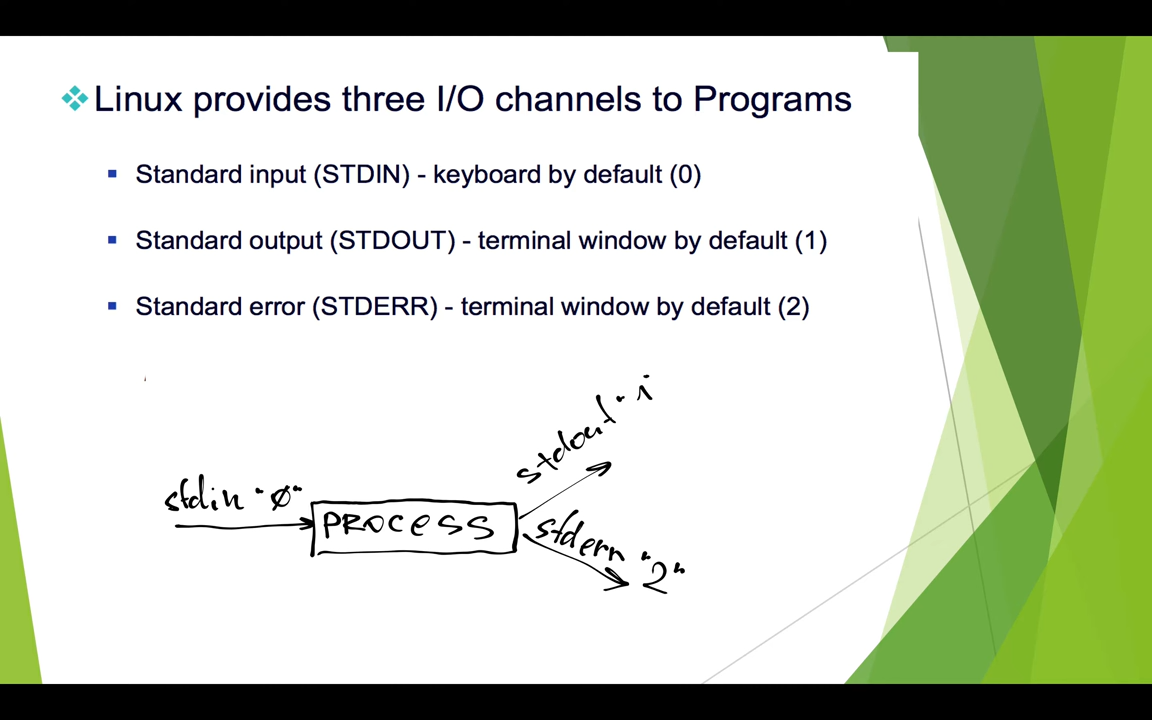 Linux provides three I/O channels to Programs
Standard input (STDIN) - keyboard by default (0)
Standard output (STDOUT) - terminal window by default (1)
Standard error (STDERR) - terminal window by default (2)
stdout "1
stdin "0"
PROCESS
stderr "2"